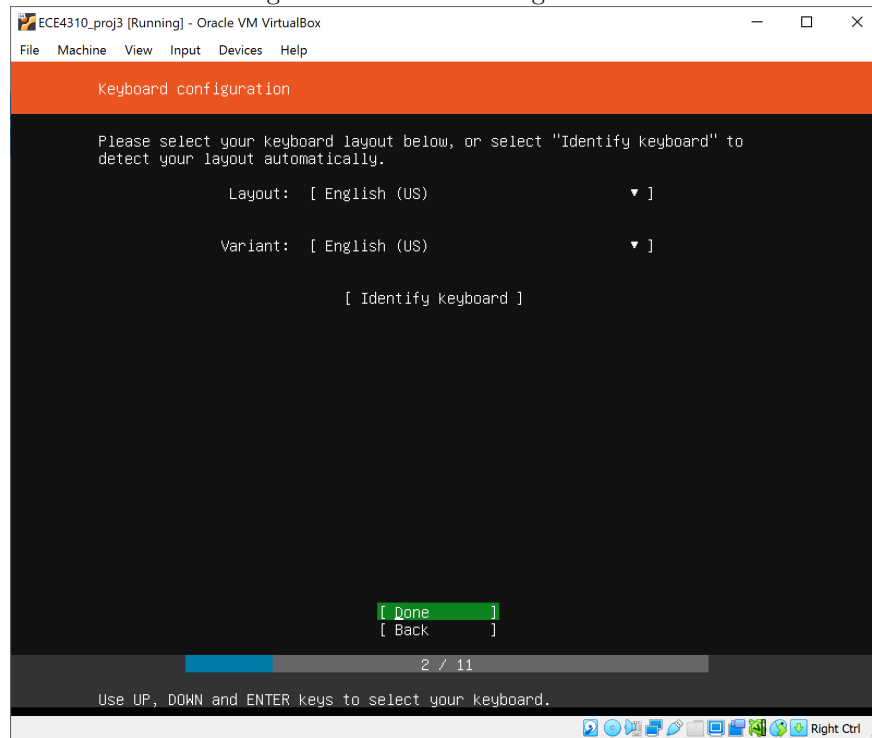 ECE4310_proj3 [Running] - Oracle VM VirtualBox
File Machine View Input Devices Help
Keyboard configuration
Please select your keyboard layout below, or select "Identify keyboard" to
detect your layout automatically.
Layout: [ English (US) ▾ ]
Variant: [ English (US) ▾ ]
[ Identify keyboard ]
[ Done ]
[ Back ]
2 / 11
Use UP, DOWN and ENTER keys to select your keyboard.
Right Ctrl